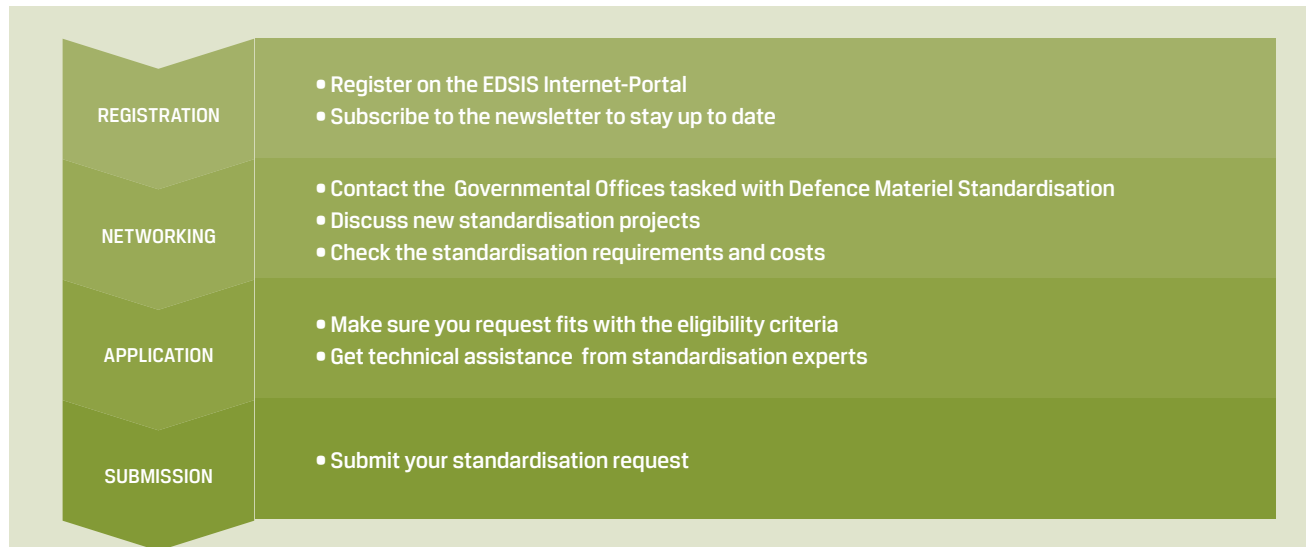 REGISTRATION
• Register on the EDSIS Internet-Portal
• Subscribe to the newsletter to stay up to date
NETWORKING
• Contact the Governmental Offices tasked with Defence Materiel Standardisation
• Discuss new standardisation projects
• Check the standardisation requirements and costs
APPLICATION
• Make sure you request fits with the eligibility criteria
• Get technical assistance from standardisation experts
SUBMISSION
• Submit your standardisation request